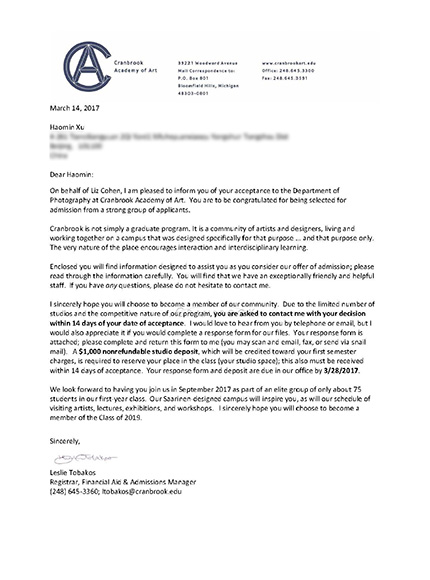 Cranbrook
Academy of Art
39221 Woodward Avenue
Mail Correspondence to:
P.O. Box 801
Bloomfield Hills, Michigan
48303-0801
www.cranbrookart.edu
Office: 248.645.3300
Fax: 248.645.3591
March 14, 2017
Haomin Xu
China
Dear Haomin:
On behalf of Liz Cohen, I am pleased to inform you of your acceptance to the Department of
Photography at Cranbrook Academy of Art. You are to be congratulated for being selected for
admission from a strong group of applicants.
Cranbrook is not simply a graduate program. It is a community of artists and designers, living and
working together on a campus that was designed specifically for that purpose ... and that purpose only.
The very nature of the place encourages interaction and interdisciplinary learning.
Enclosed you will find information designed to assist you as you consider our offer of admission; please
read through the information carefully. You will find that we have an exceptionally friendly and helpful
staff. If you have any questions, please do not hesitate to contact me.
I sincerely hope you will choose to become a member of our community. Due to the limited number of
studios and the competitive nature of our program, you are asked to contact me with your decision
within 14 days of your date of acceptance. I would love to hear from you by telephone or email, but I
would also appreciate it if you would complete a response form for our files. Your response form is
attached; please complete and return this form to me (you may scan and email, fax, or send via snail
mail). A $1,000 nonrefundable studio deposit, which will be credited toward your first semester
charges, is required to reserve your place in the class (your studio space); this also must be received
within 14 days of acceptance. Your response form and deposit are due in our office by 3/28/2017.
We look forward to having you join us in September 2017 as part of an elite group of only about 75
students in our first-year class. Our Saarinen designed campus will inspire you, as will our schedule of
visiting artists, lectures, exhibitions, and workshops. I sincerely hope you will choose to become a
member of the Class of 2019.
Sincerely,
Leslie Tobakos
Registrar, Financial Aid & Admissions Manager
(248) 645-3360; ltobakos@cranbrook.edu